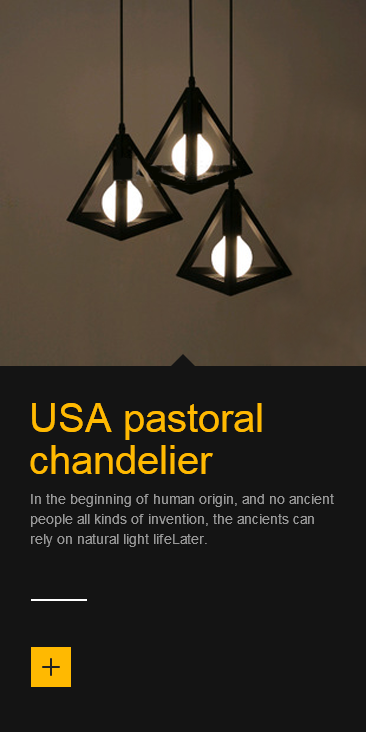 USA pastoral
chandelier
In the beginning of human origin, and no ancient
people all kinds of invention, the ancients can
rely on natural light lifeLater.